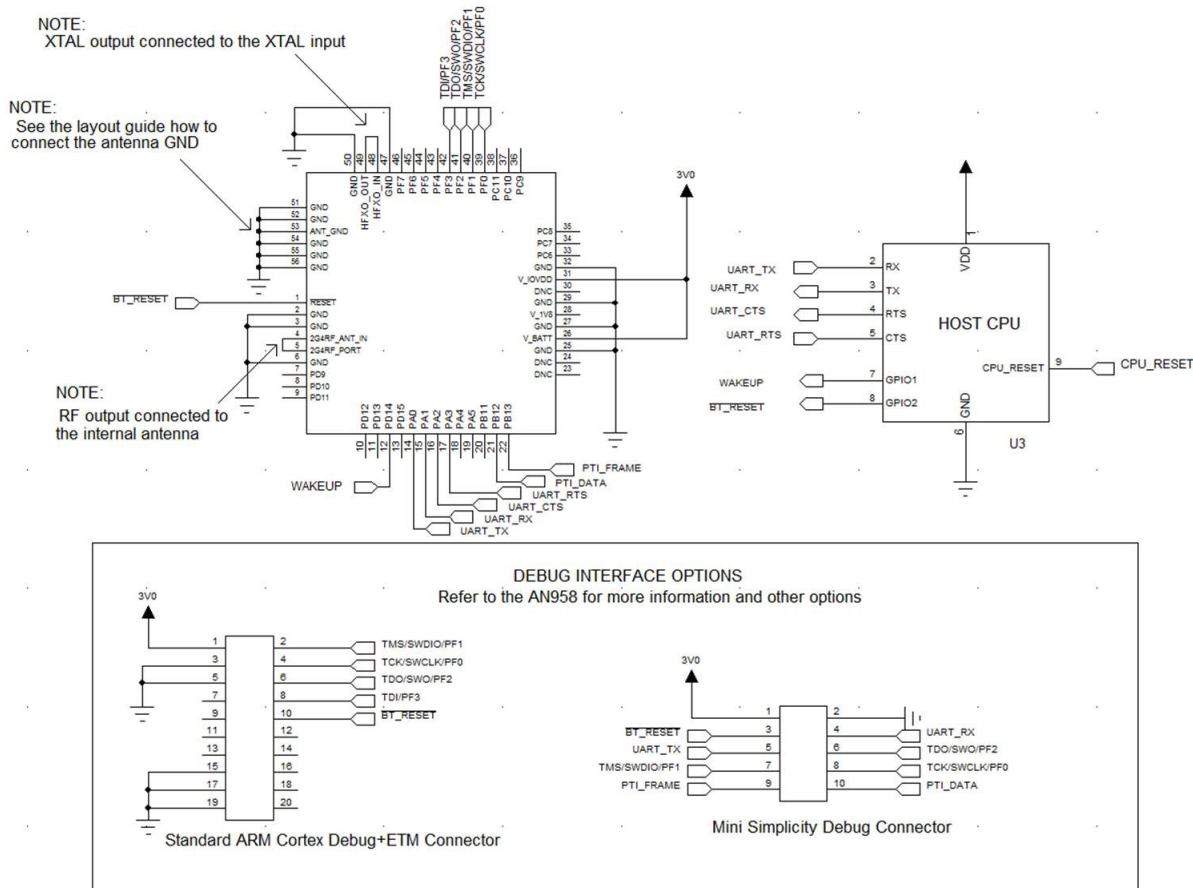 NOTE:
XTAL output connected to the XTAL input
NOTE:
See the layout guide how to
connect the antenna GND
TDI/PF3
TDO/SWO/PF2
TMS/SWDIO/PF1
TCK/SWCLK/PF0
50 49 48 47 46 45 44 43 42 41 40 39 38 37 36
GND HFXO_OUT HFXO_IN GND PF7 PF6 PF5 PF4 PF3 PF2 PF1 PF0 PC11 PC10 PC9
51 GND
52 GND
53 ANT_GND
54 GND
55 GND
56 GND
BT_RESET 1 RESET
2 GND
3 GND
4 2G4RF_ANT_IN
5 2G4RF_PORT
6 GND
7 PD9
8 PD10
9 PD11
NOTE:
RF output connected to
the internal antenna
3V0
PC8 35
PC7 34
PC6 33
GND 32
V_IOVDD 31
DNC 30
GND 29
V_1V8 28
GND 27
V_BATT 26
GND 25
DNC 24
DNC 23
PD12 PD13 PD14 PD15 PA0 PA1 PA2 PA3 PA4 PA5 PB11 PB12 PB13
10 11 12 13 14 15 16 17 18 19 20 21 22
WAKEUP
PTI_FRAME
PTI_DATA
UART_RTS
UART_CTS
UART_RX
UART_TX
1
VDD
UART_TX 2 RX
UART_RX 3 TX
UART_CTS 4 RTS
UART_RTS 5 CTS
HOST CPU
CPU_RESET 9 CPU_RESET
WAKEUP 7 GPIO1
BT_RESET 8 GPIO2
GND
6
U3
DEBUG INTERFACE OPTIONS
Refer to the AN958 for more information and other options
3V0
1 2 TMS/SWDIO/PF1
3 4 TCK/SWCLK/PF0
5 6 TDO/SWO/PF2
7 8 TDI/PF3
9 10 BT_RESET
11 12
13 14
15 16
17 18
19 20
Standard ARM Cortex Debug+ETM Connector
3V0
1 2
BT_RESET 3 4 UART_RX
UART_TX 5 6 TDO/SWO/PF2
TMS/SWDIO/PF1 7 8 TCK/SWCLK/PF0
PTI_FRAME 9 10 PTI_DATA
Mini Simplicity Debug Connector